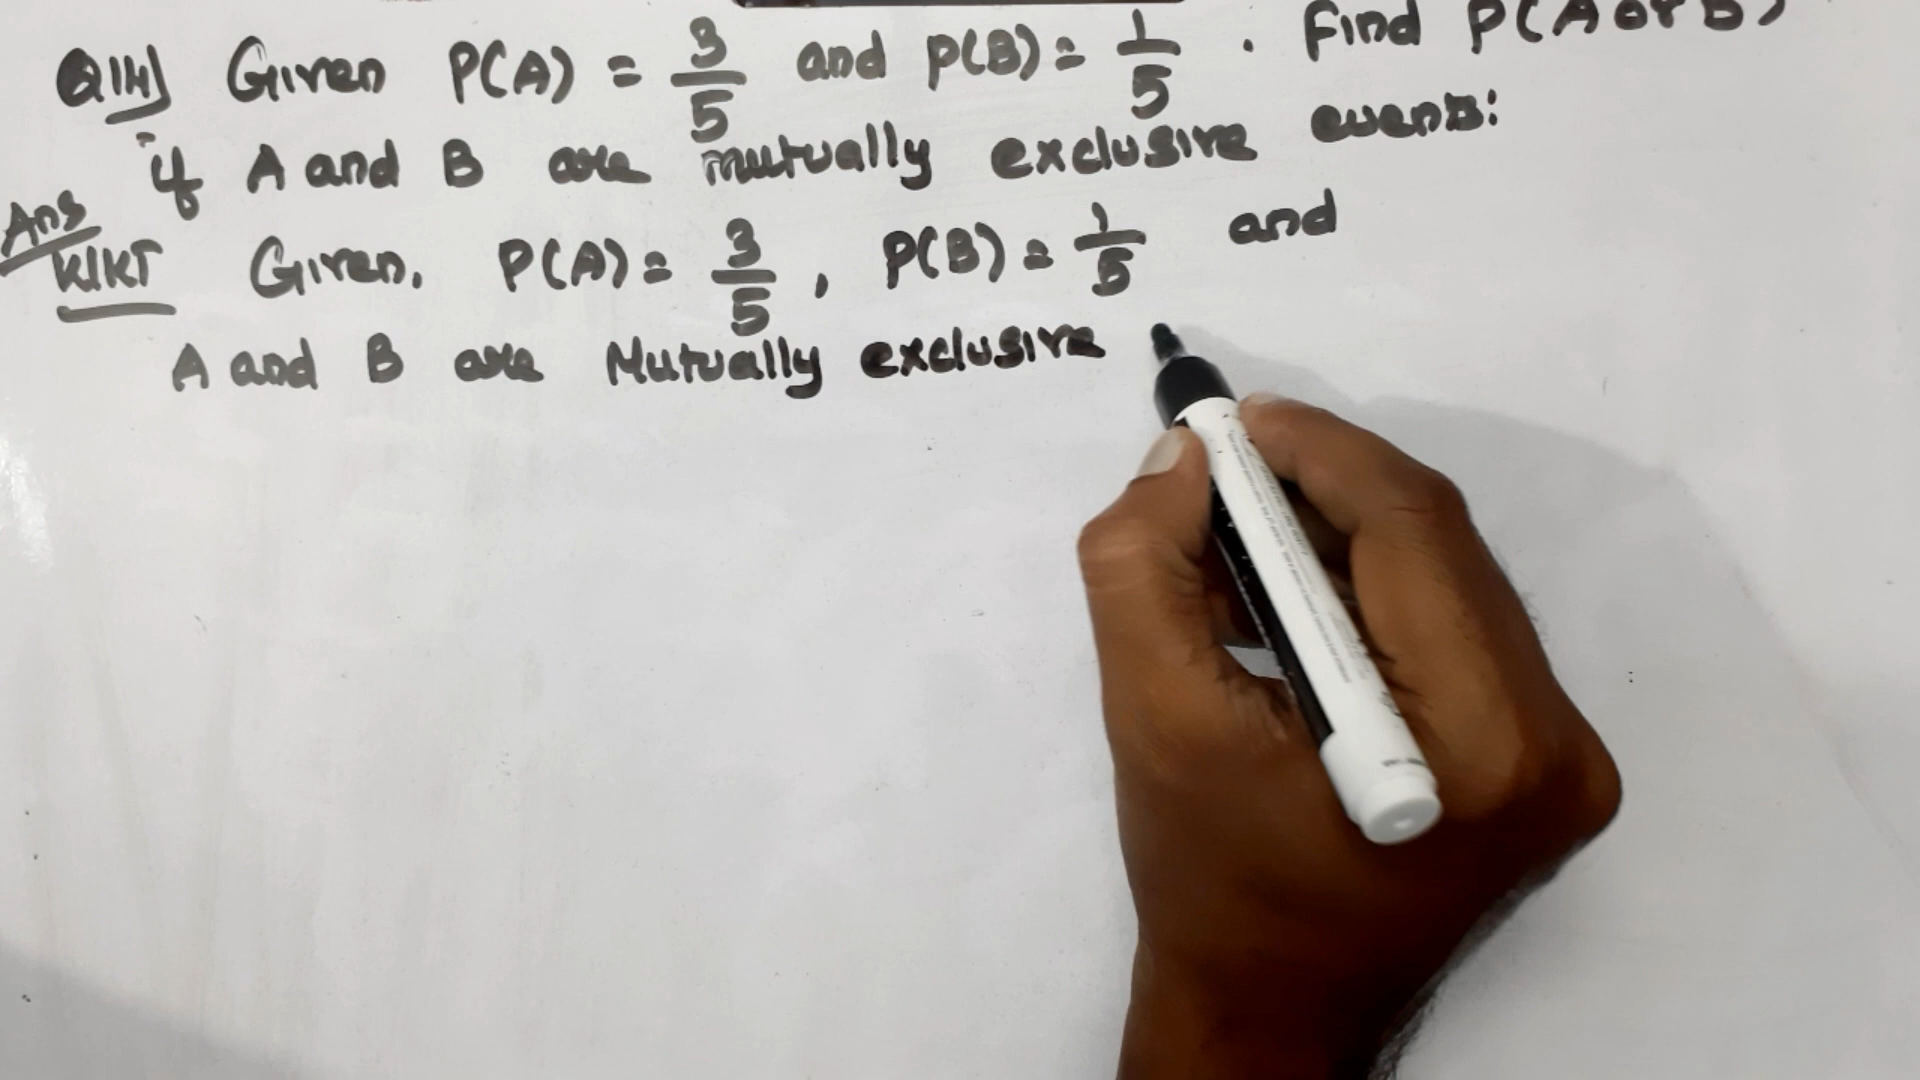 Q14) Given P(A) = 3/5 and P(B) = 1/5 . Find P(A or B)
if A and B are mutually exclusive events:
Ans Given, P(A) = 3/5 , P(B) = 1/5 and
A and B are Mutually exclusive